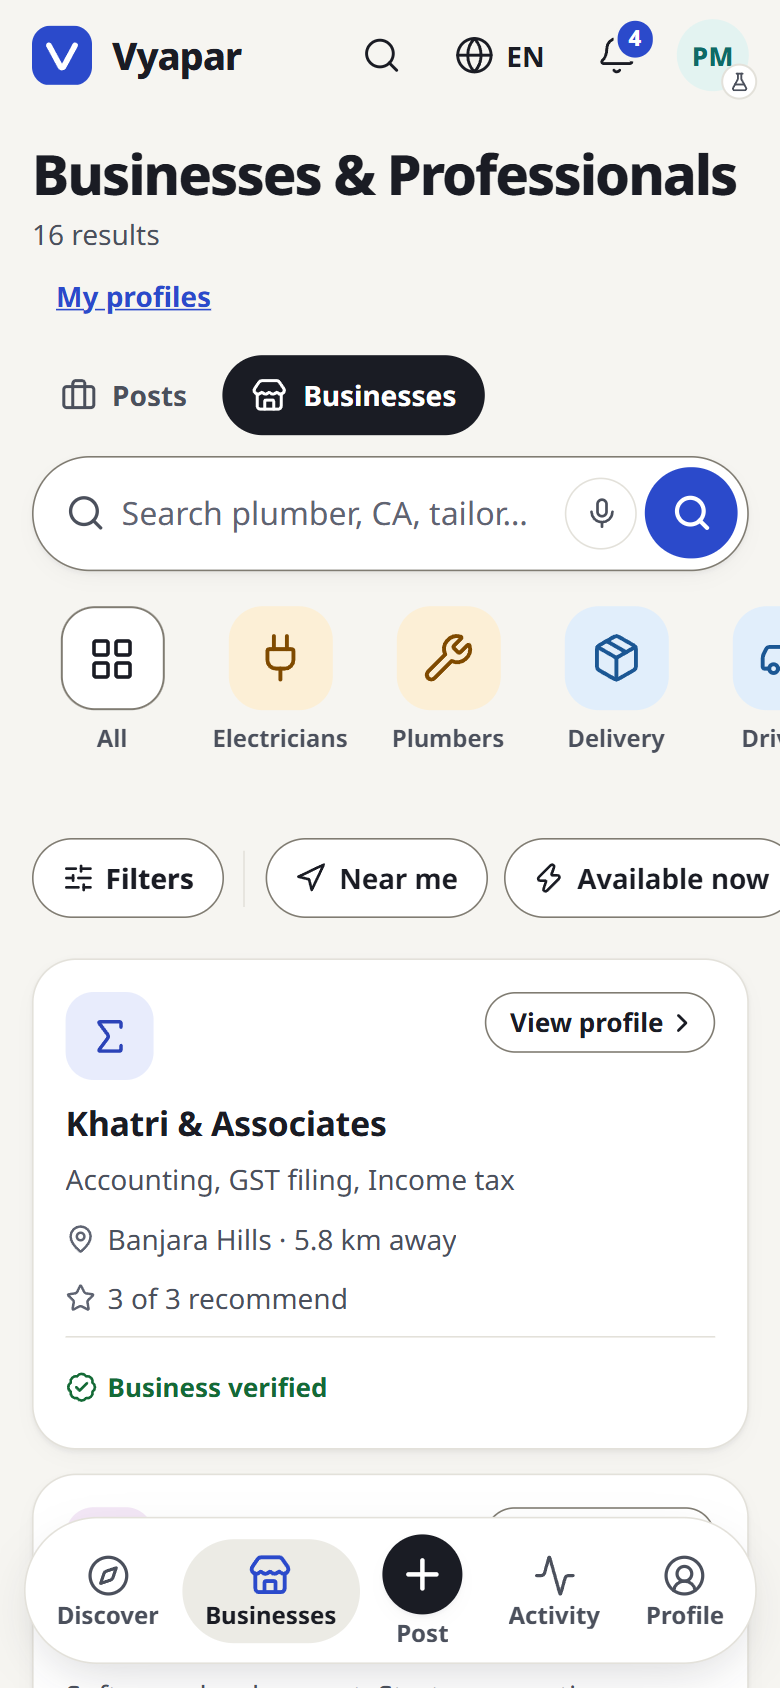 Vyapar
EN
4
PM
Businesses & Professionals
16 results
My profiles
Posts
Businesses
Search plumber, CA, tailor...
All
Electricians
Plumbers
Delivery
Filters
Near me
Available now
View profile
Khatri & Associates
Accounting, GST filing, Income tax
Banjara Hills · 5.8 km away
3 of 3 recommend
Business verified
Discover
Businesses
Post
Activity
Profile